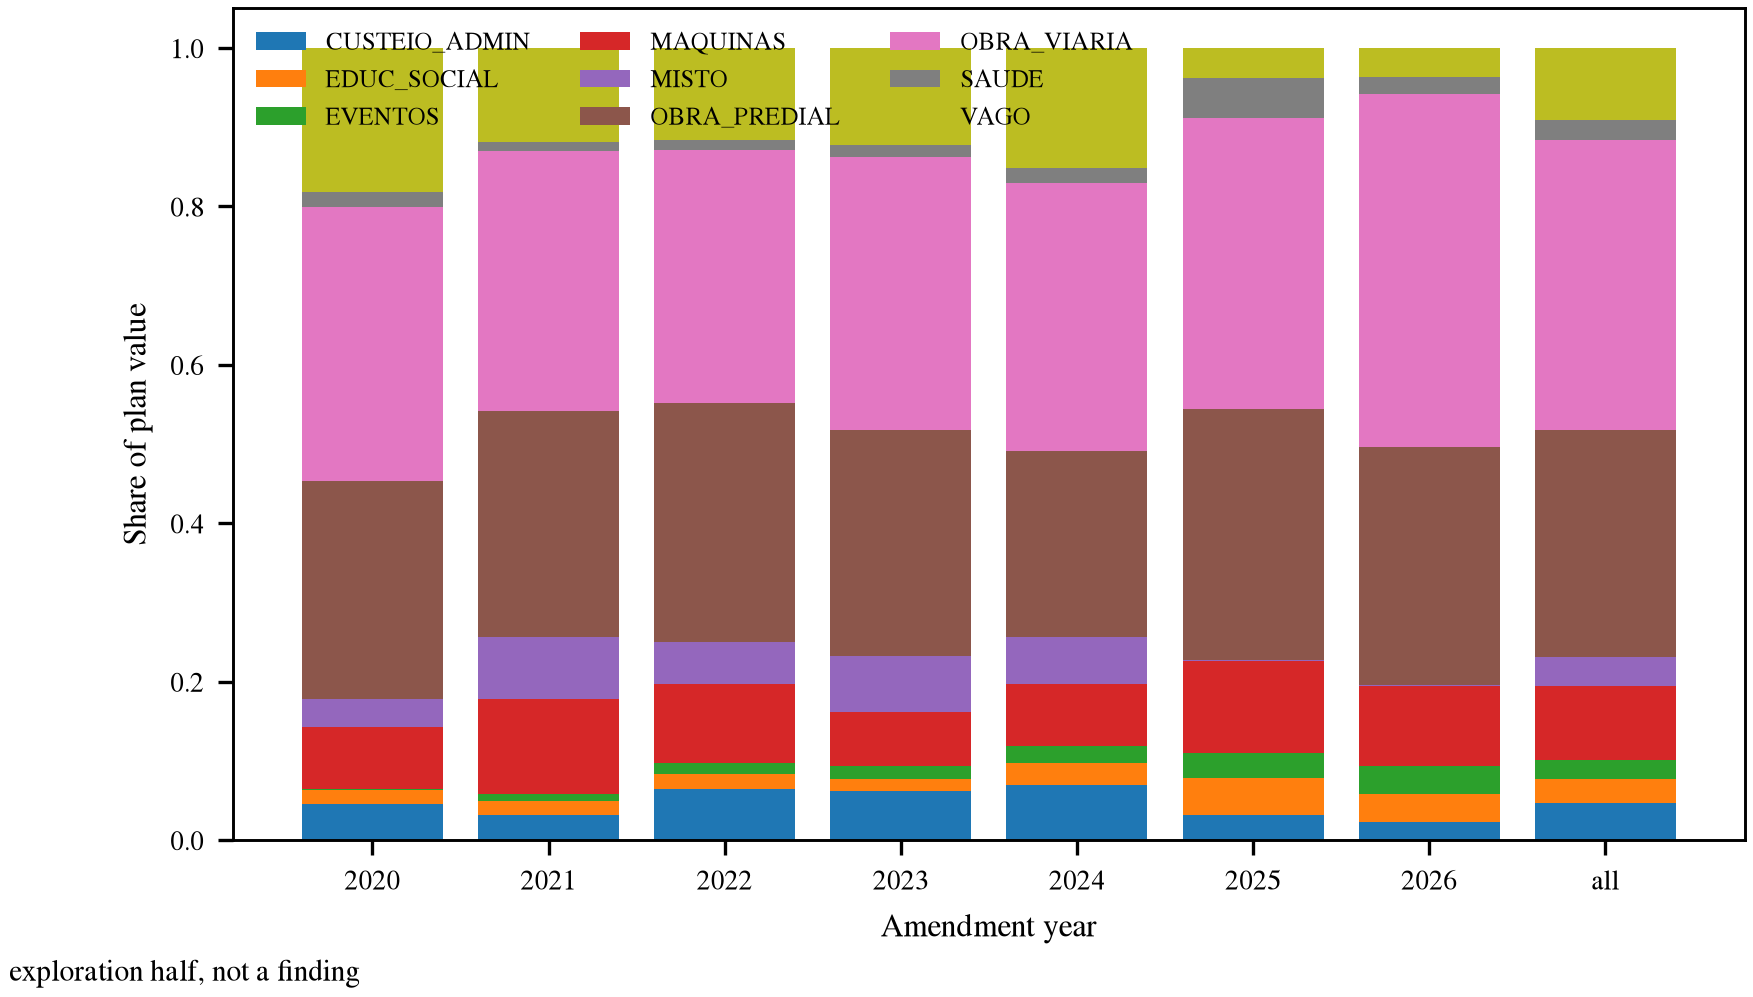 CUSTEIO_ADMIN
EDUC_SOCIAL
EVENTOS
MAQUINAS
MISTO
OBRA_PREDIAL
OBRA_VIARIA
SAUDE
VAGO
Share of plan value
1.0
0.8
0.6
0.4
0.2
0.0
2020 2021 2022 2023 2024 2025 2026 all
Amendment year
exploration half, not a finding